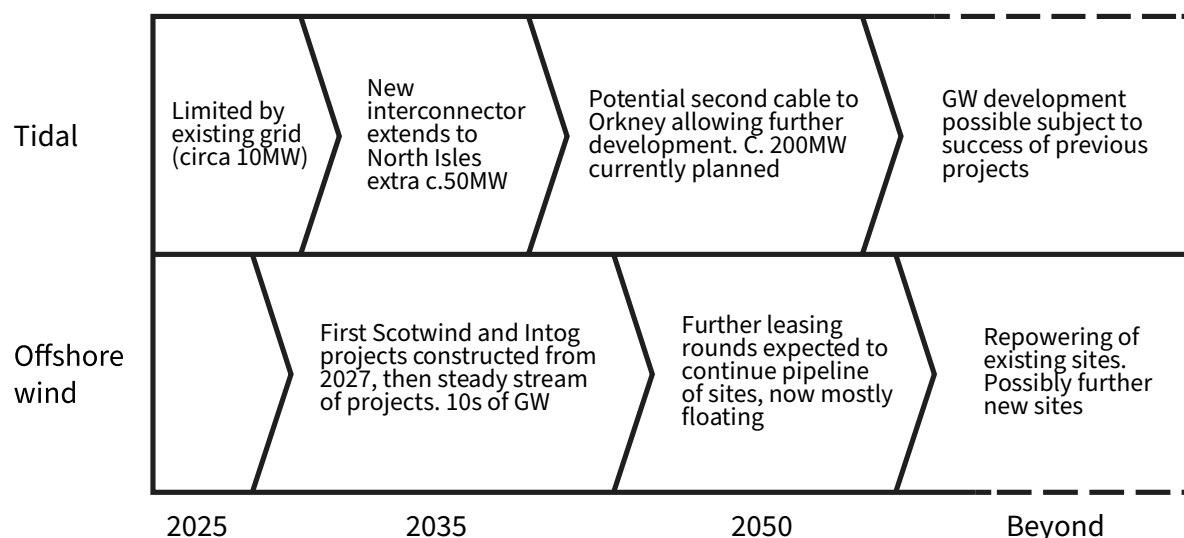 Tidal
Limited by
existing grid
(circa 10MW)
New
interconnector
extends to
North Isles
extra c.50MW
Potential second cable to
Orkney allowing further
development. C. 200MW
currently planned
GW development
possible subject to
success of previous
projects
Offshore
wind
First Scotwind and Intog
projects constructed from
2027, then steady stream
of projects. 10s of GW
Further leasing
rounds expected to
continue pipeline
of sites, now mostly
floating
Repowering of
existing sites.
Possibly further
new sites
2025
2035
2050
Beyond